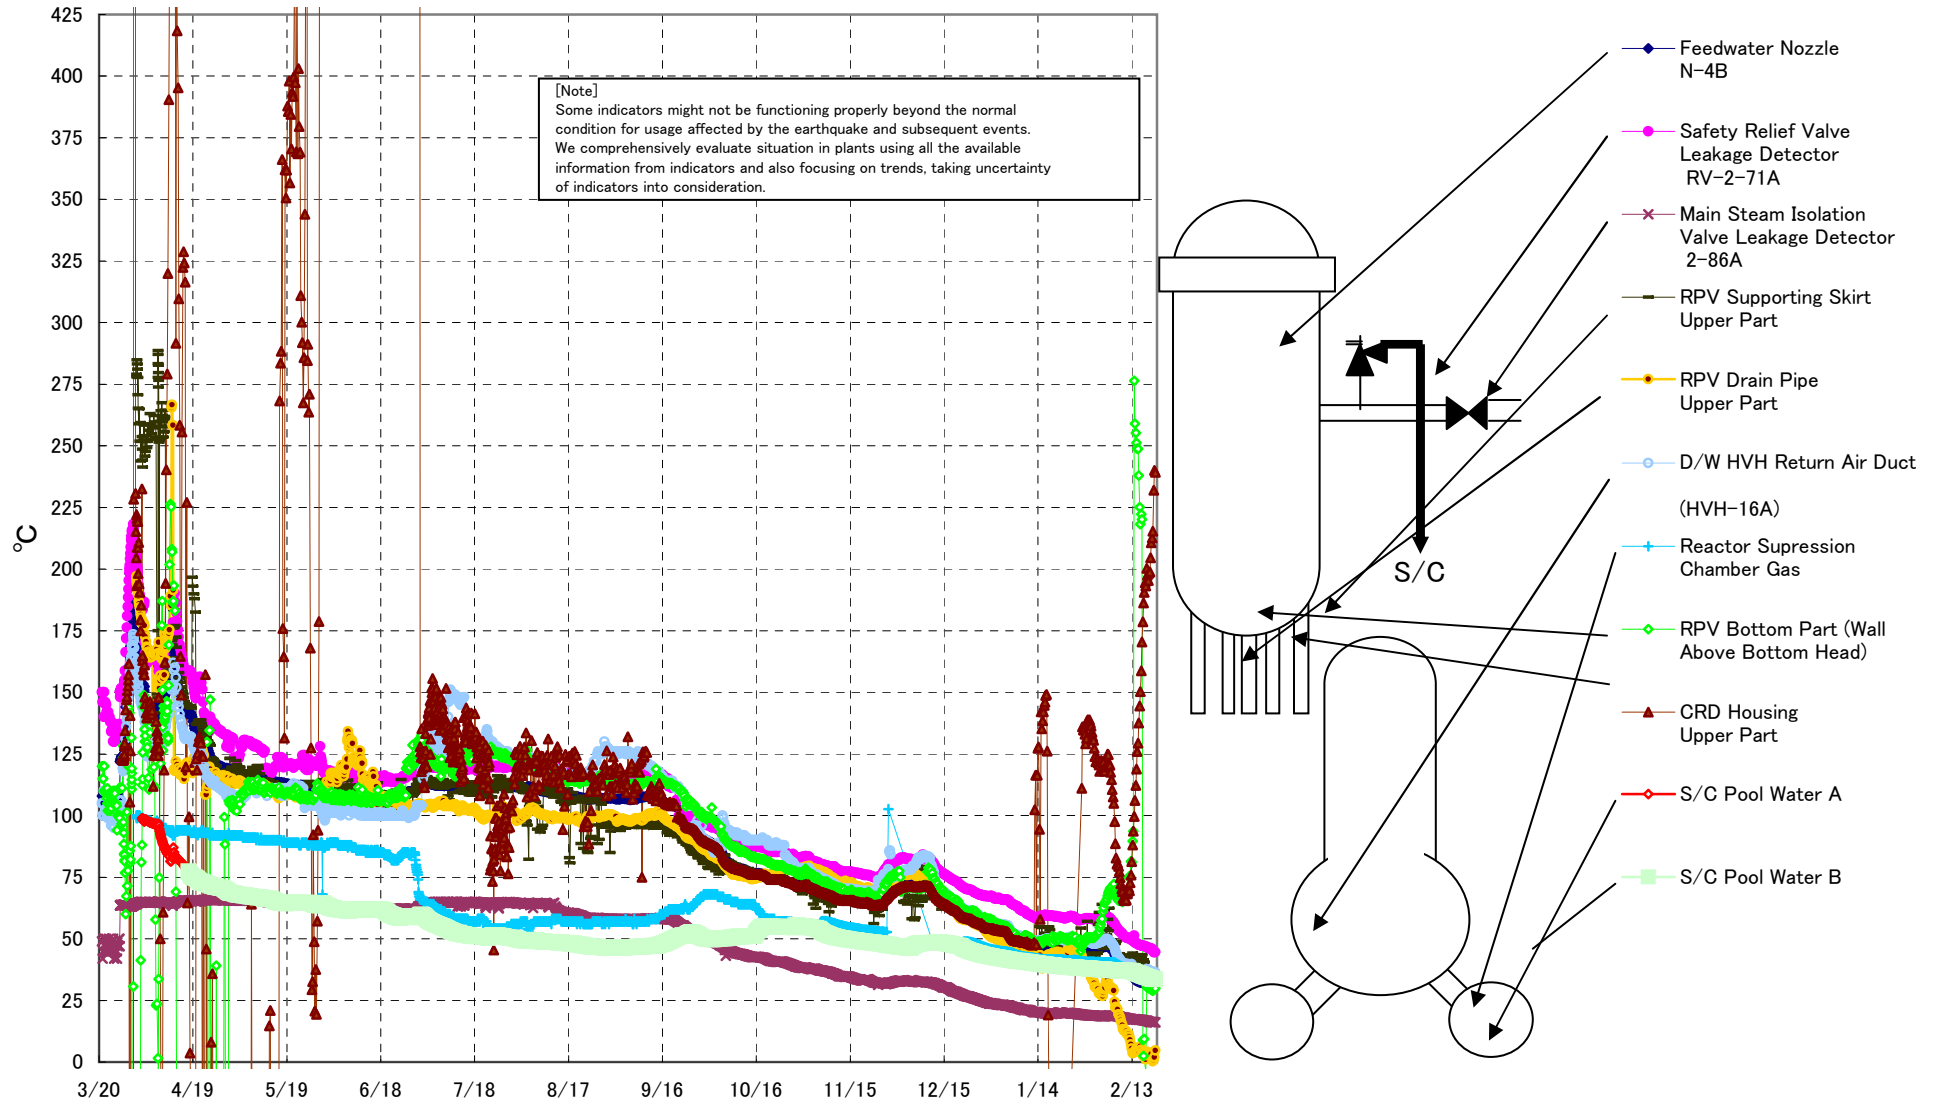 425
400
375
350
325
300
275
250
225
200
175
150
125
100
75
50
25
0
℃
3/20
4/19
5/19
6/18
7/18
8/17
9/16
10/16
11/15
12/15
1/14
2/13
[Note]
Some indicators might not be functioning properly beyond the normal
condition for usage affected by the earthquake and subsequent events.
We comprehensively evaluate situation in plants using all the available
information from indicators and also focusing on trends, taking uncertainty
of indicators into consideration.
S/C
Feedwater Nozzle
N-4B
Safety Relief Valve
Leakage Detector
RV-2-71A
Main Steam Isolation
Valve Leakage Detector
2-86A
RPV Supporting Skirt
Upper Part
RPV Drain Pipe
Upper Part
D/W HVH Return Air Duct
(HVH-16A)
Reactor Supression
Chamber Gas
RPV Bottom Part (Wall
Above Bottom Head)
CRD Housing
Upper Part
S/C Pool Water A
S/C Pool Water B